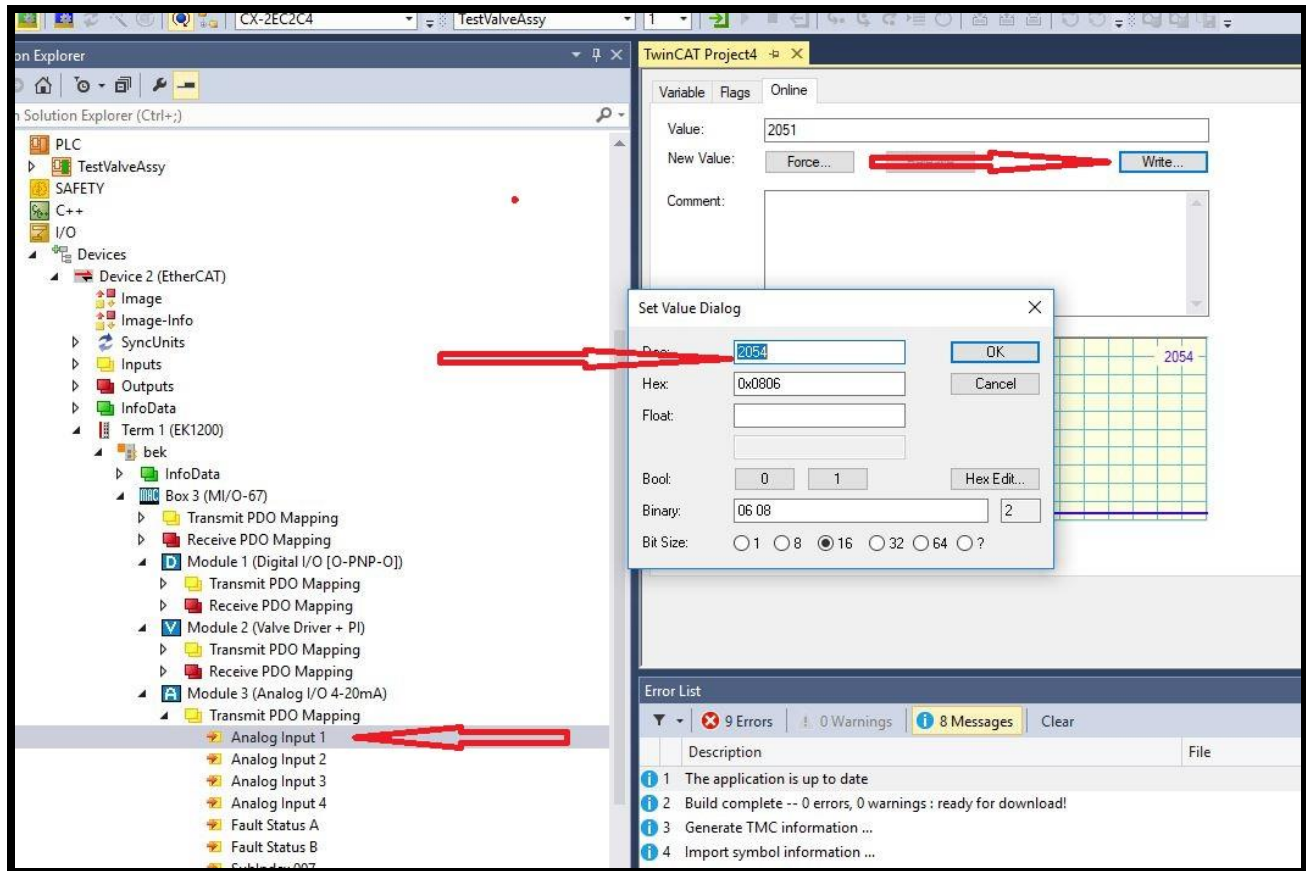 CX-2EC2C4
TestValveAssy
1
on Explorer
Solution Explorer (Ctrl+;)
PLC
TestValveAssy
SAFETY
C++
I/O
Devices
Device 2 (EtherCAT)
Image
Image-Info
SyncUnits
Inputs
Outputs
InfoData
Term 1 (EK1200)
bek
InfoData
Box 3 (MI/O-67)
Transmit PDO Mapping
Receive PDO Mapping
Module 1 (Digital I/O [O-PNP-O])
Transmit PDO Mapping
Receive PDO Mapping
Module 2 (Valve Driver + PI)
Transmit PDO Mapping
Receive PDO Mapping
Module 3 (Analog I/O 4-20mA)
Transmit PDO Mapping
Analog Input 1
Analog Input 2
Analog Input 3
Analog Input 4
Fault Status A
Fault Status B
TwinCAT Project4
Variable Flags Online
Value: 2051
New Value: Force... Write...
Comment:
Set Value Dialog
2054 OK
Hex: 0x0806 Cancel
Float:
Bool: 0 1 Hex Edit...
Binary: 06 08 2
Bit Size: 1 8 16 32 64 ?
2054
Error List
9 Errors 0 Warnings 8 Messages Clear
Description File
1 The application is up to date
2 Build complete -- 0 errors, 0 warnings : ready for download!
3 Generate TMC information ...
4 Import symbol information ...